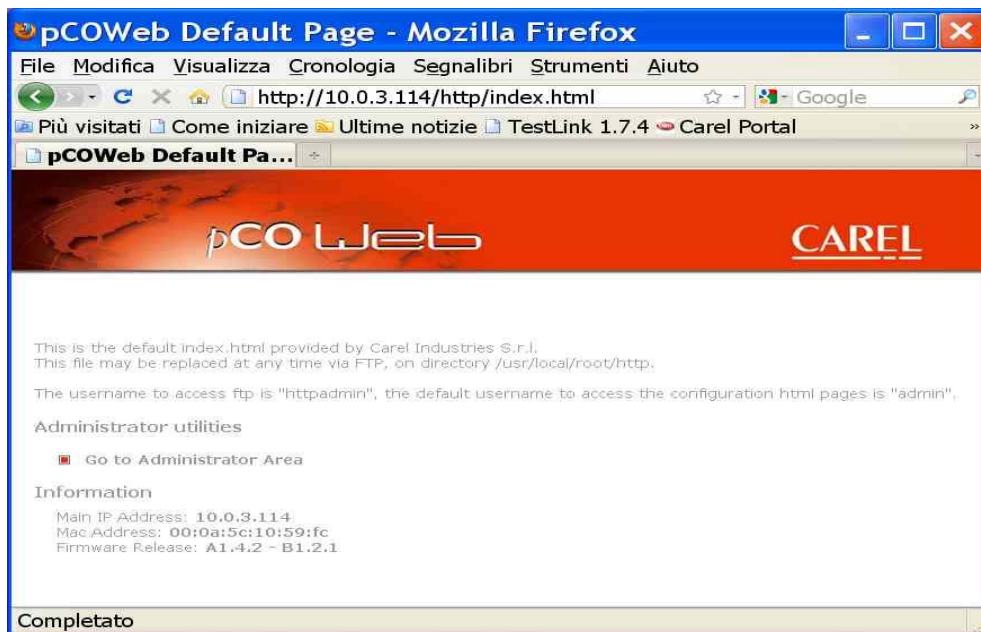 pCOWeb Default Page - Mozilla Firefox
File Modifica Visualizza Cronologia Segnalibri Strumenti Aiuto
http://10.0.3.114/http/index.html Google
Più visitati Come iniziare Ultime notizie TestLink 1.7.4 Carel Portal »
pCOWeb Default Pa...
pCO Web CAREL
This is the default index.html provided by Carel Industries S.r.l.
This file may be replaced at any time via FTP, on directory /usr/local/root/http.
The username to access ftp is "httpadmin", the default username to access the configuration html pages is "admin".
Administrator utilities
Go to Administrator Area
Information
Main IP Address: 10.0.3.114
Mac Address: 00:0a:5c:10:59:fc
Firmware Release: A1.4.2 - B1.2.1
Completato